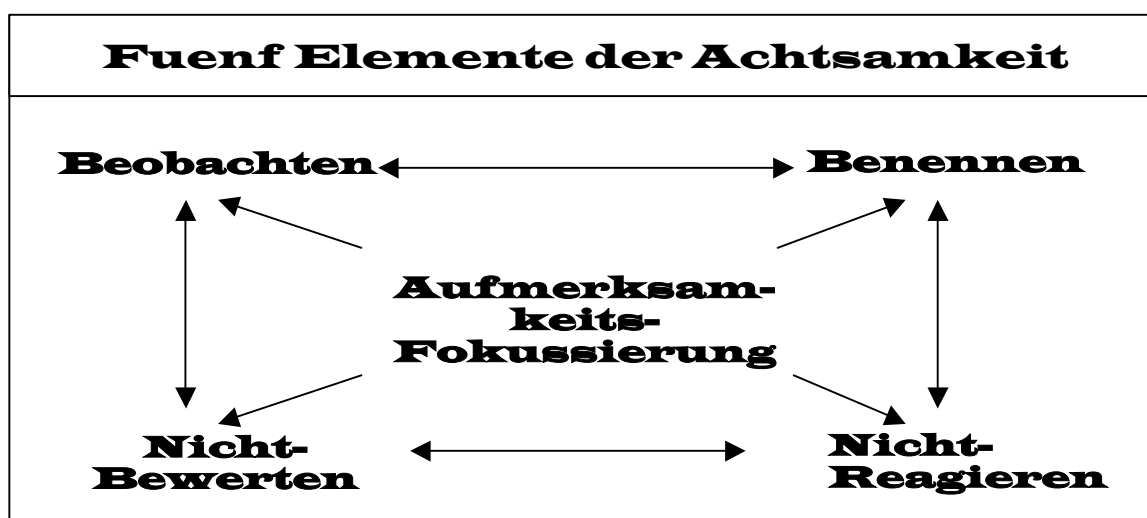 Fuenf Elemente der Achtsamkeit
Beobachten
Benennen
Aufmerksam-
keits-
Fokussierung
Nicht-
Bewerten
Nicht-
Reagieren